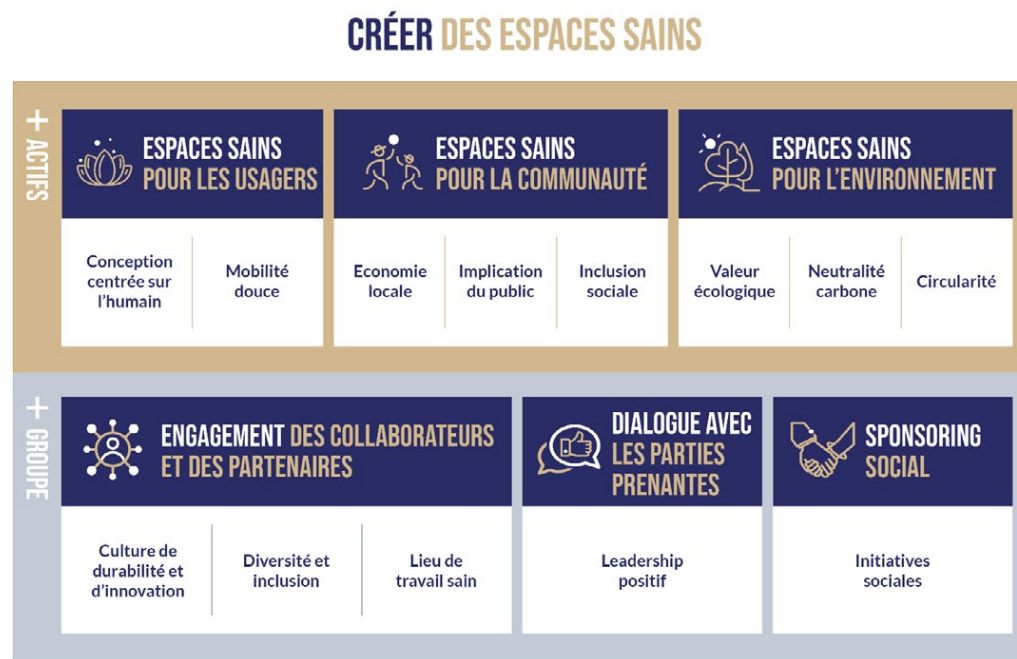 CRÉER DES ESPACES SAINS
+ ACTIFS
ESPACES SAINS
POUR LES USAGERS
Conception
centrée sur
l'humain
Mobilité
douce
ESPACES SAINS
POUR LA COMMUNAUTÉ
Economie
locale
Implication
du public
Inclusion
sociale
ESPACES SAINS
POUR L'ENVIRONNEMENT
Valeur
écologique
Neutralité
carbone
Circularité
+ GROUPE
ENGAGEMENT DES COLLABORATEURS
ET DES PARTENAIRES
Culture de
durabilité et
d'innovation
Diversité et
inclusion
Lieu de
travail sain
DIALOGUE AVEC
LES PARTIES
PRENANTES
Leadership
positif
SPONSORING
SOCIAL
Initiatives
sociales